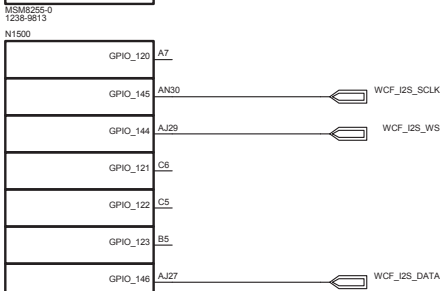 MSM8255-0
1238-9813
N1500
GPIO_120 A7
GPIO_145 AN30 WCF_I2S_SCLK
GPIO_144 AJ29 WCF_I2S_WS
GPIO_121 C6
GPIO_122 C5
GPIO_123 B5
GPIO_146 AJ27 WCF_I2S_DATA